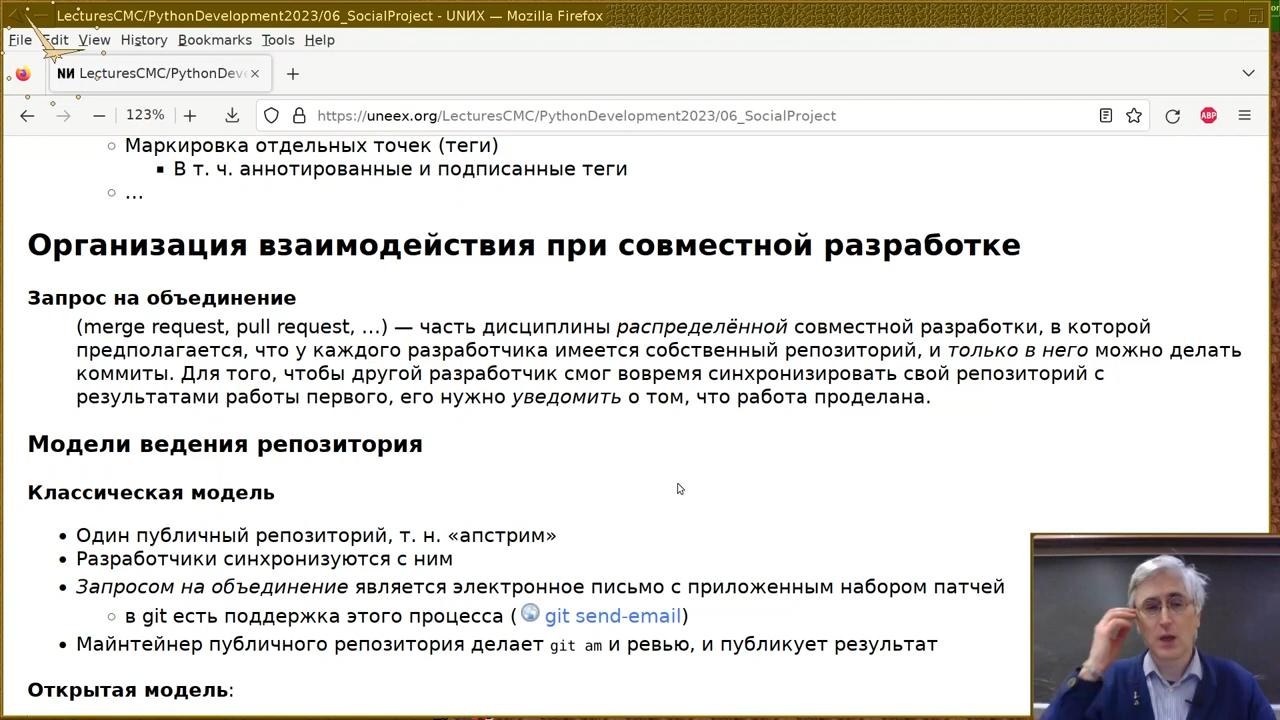 LecturesCMC/PythonDevelopment2023/06_SocialProject - UNИX — Mozilla Firefox
File Edit View History Bookmarks Tools Help
NИ LecturesCMC/PythonDeve
123%
https://uneex.org/LecturesCMC/PythonDevelopment2023/06_SocialProject
ABP
Маркировка отдельных точек (теги)
В т. ч. аннотированные и подписанные теги
...
Организация взаимодействия при совместной разработке
Запрос на объединение
(merge request, pull request, …) — часть дисциплины распределённой совместной разработки, в которой
предполагается, что у каждого разработчика имеется собственный репозиторий, и только в него можно делать
коммиты. Для того, чтобы другой разработчик смог вовремя синхронизировать свой репозиторий с
результатами работы первого, его нужно уведомить о том, что работа проделана.
Модели ведения репозитория
Классическая модель
Один публичный репозиторий, т. н. «апстрим»
Разработчики синхронизуются с ним
Запросом на объединение является электронное письмо с приложенным набором патчей
в git есть поддержка этого процесса (git send-email)
Майнтейнер публичного репозитория делает git am и ревью, и публикует результат
Открытая модель: